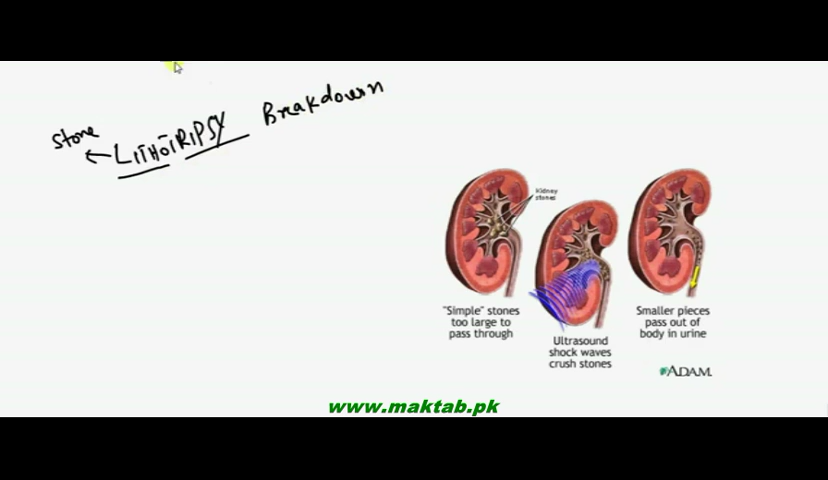 Stone
LITHOTRIPSY Breakdown
Kidney
stones
"Simple" stones
too large to
pass through
Ultrasound
shock waves
crush stones
Smaller pieces
pass out of
body in urine
ADAM.
www.maktab.pk